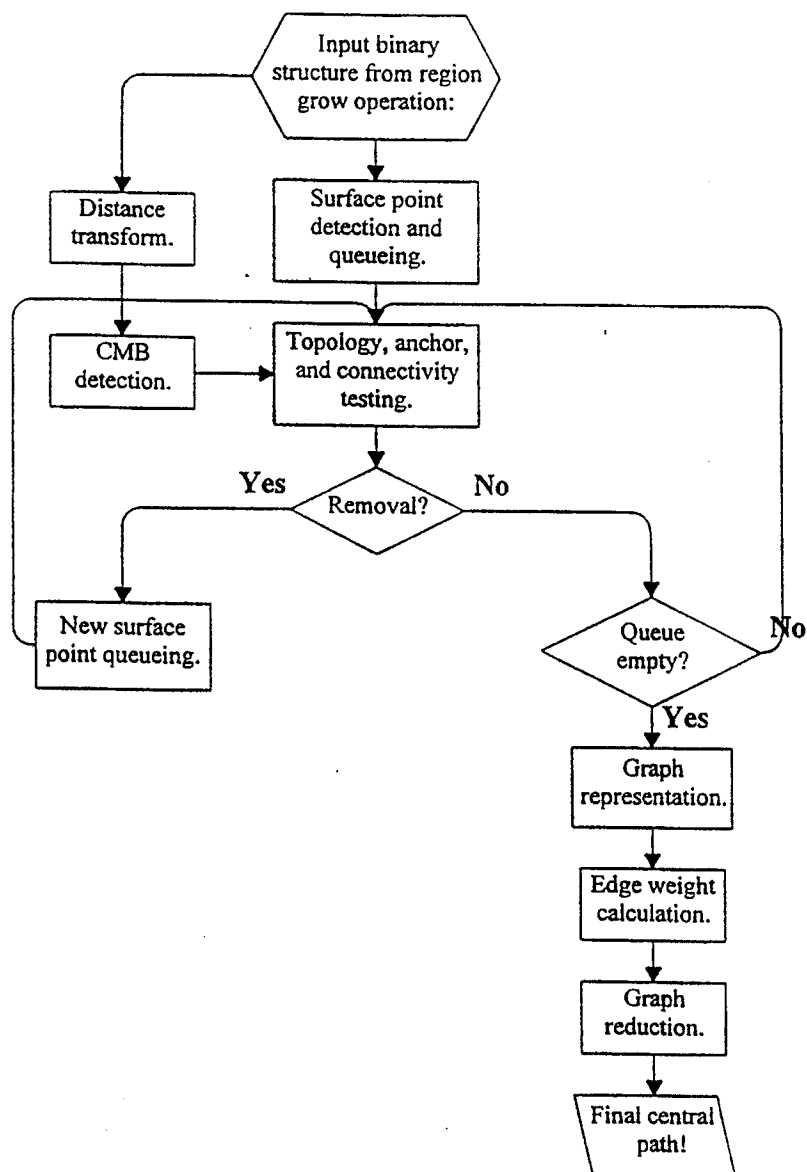 Input binary
structure from region
grow operation:
Distance
transform.
Surface point
detection and
queueing.
CMB
detection.
Topology, anchor,
and connectivity
testing.
Yes
Removal?
No
New surface
point queueing.
Queue
empty?
No
Yes
Graph
representation.
Edge weight
calculation.
Graph
reduction.
Final central
path!